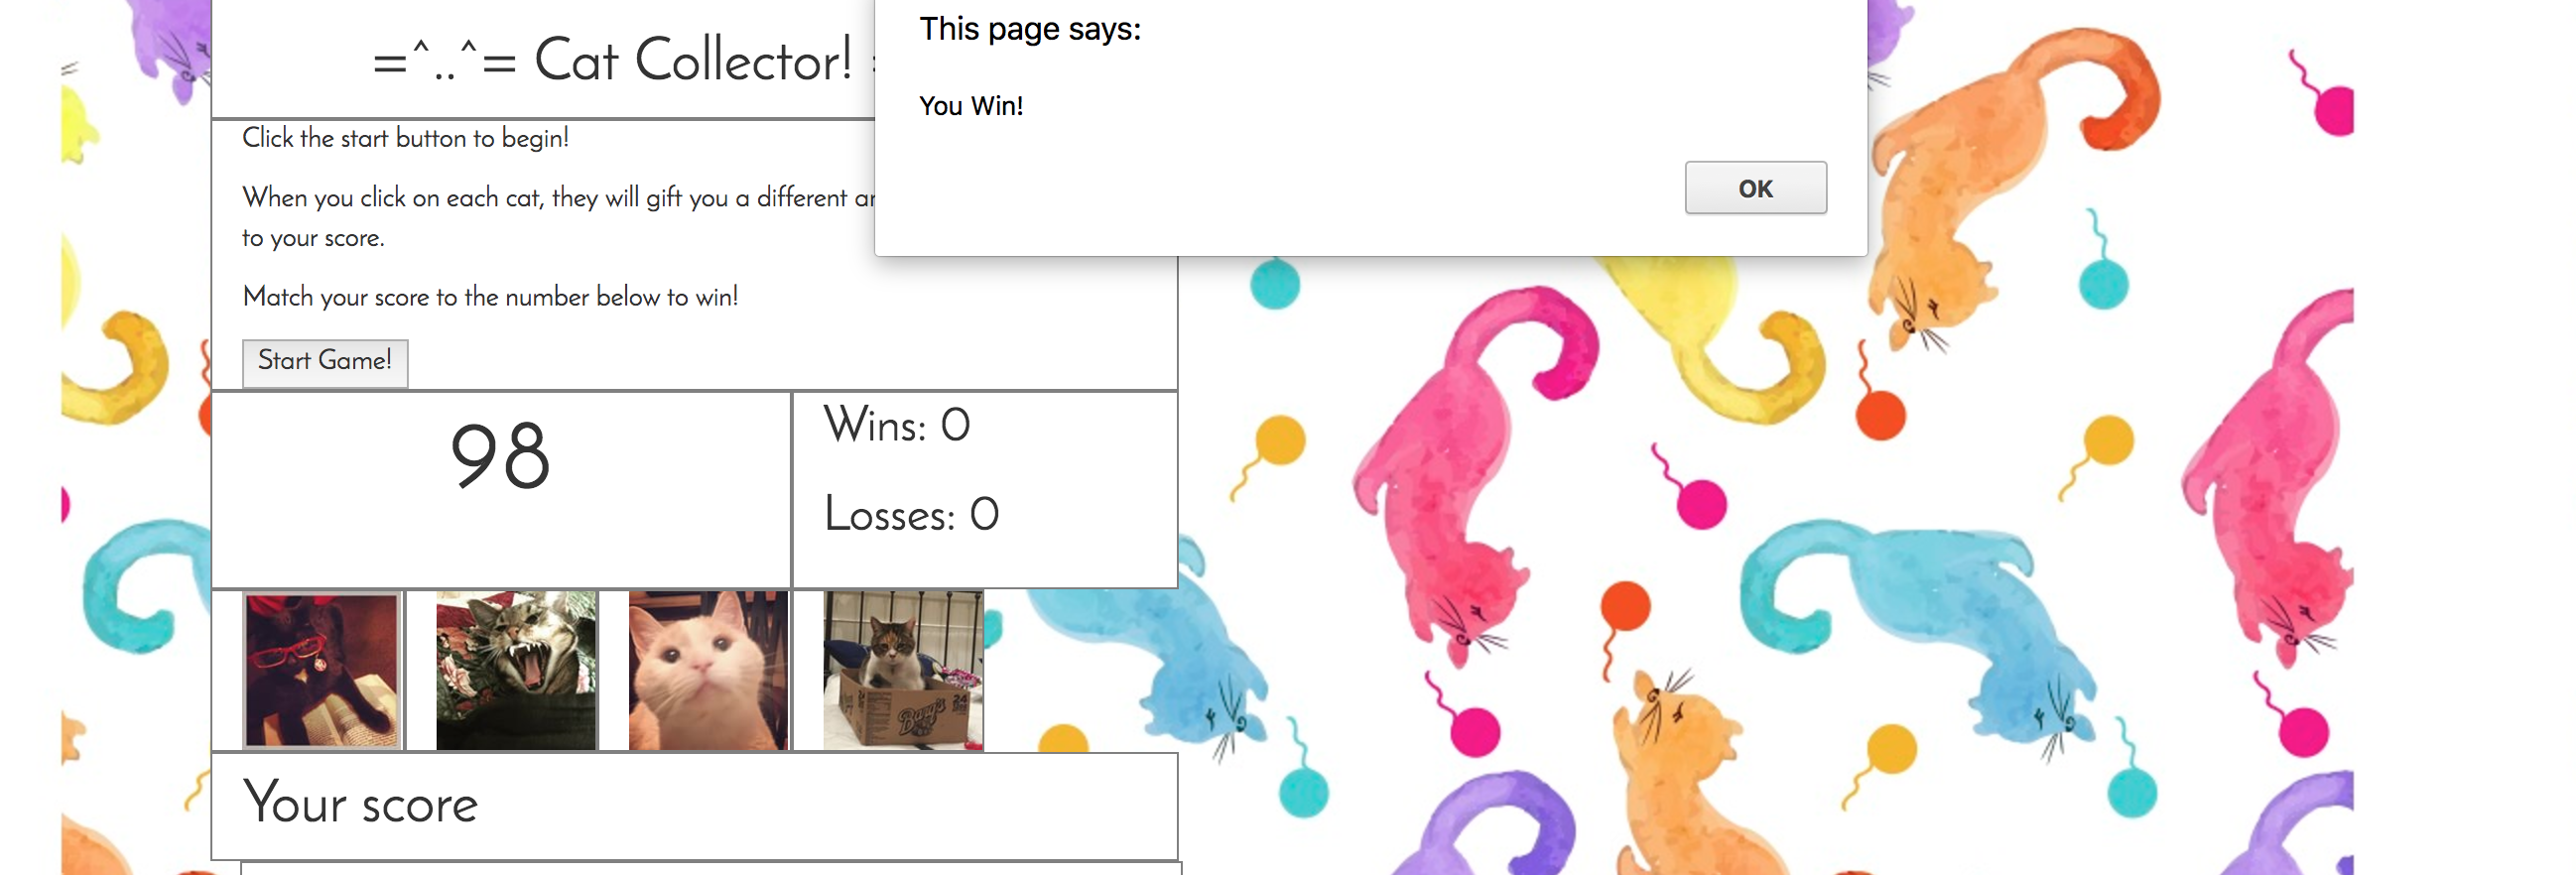 =^..^= Cat Collector!
This page says:
You Win!
OK
Click the start button to begin!
When you click on each cat, they will gift you a different
to your score.
Match your score to the number below to win!
Start Game!
98
Wins: 0
Losses: 0
24
Your score